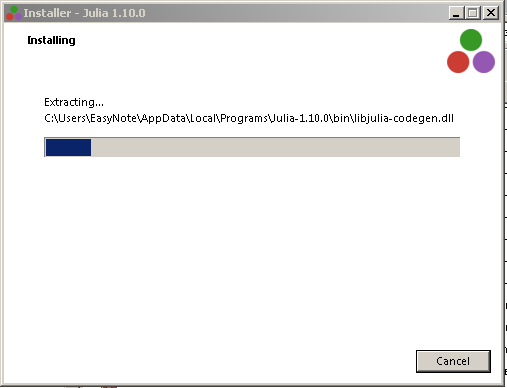 Installer - Julia 1.10.0
Installing
Extracting...
C:\Users\EasyNote\AppData\Local\Programs\Julia-1.10.0\bin\libjulia-codegen.dll
Cancel